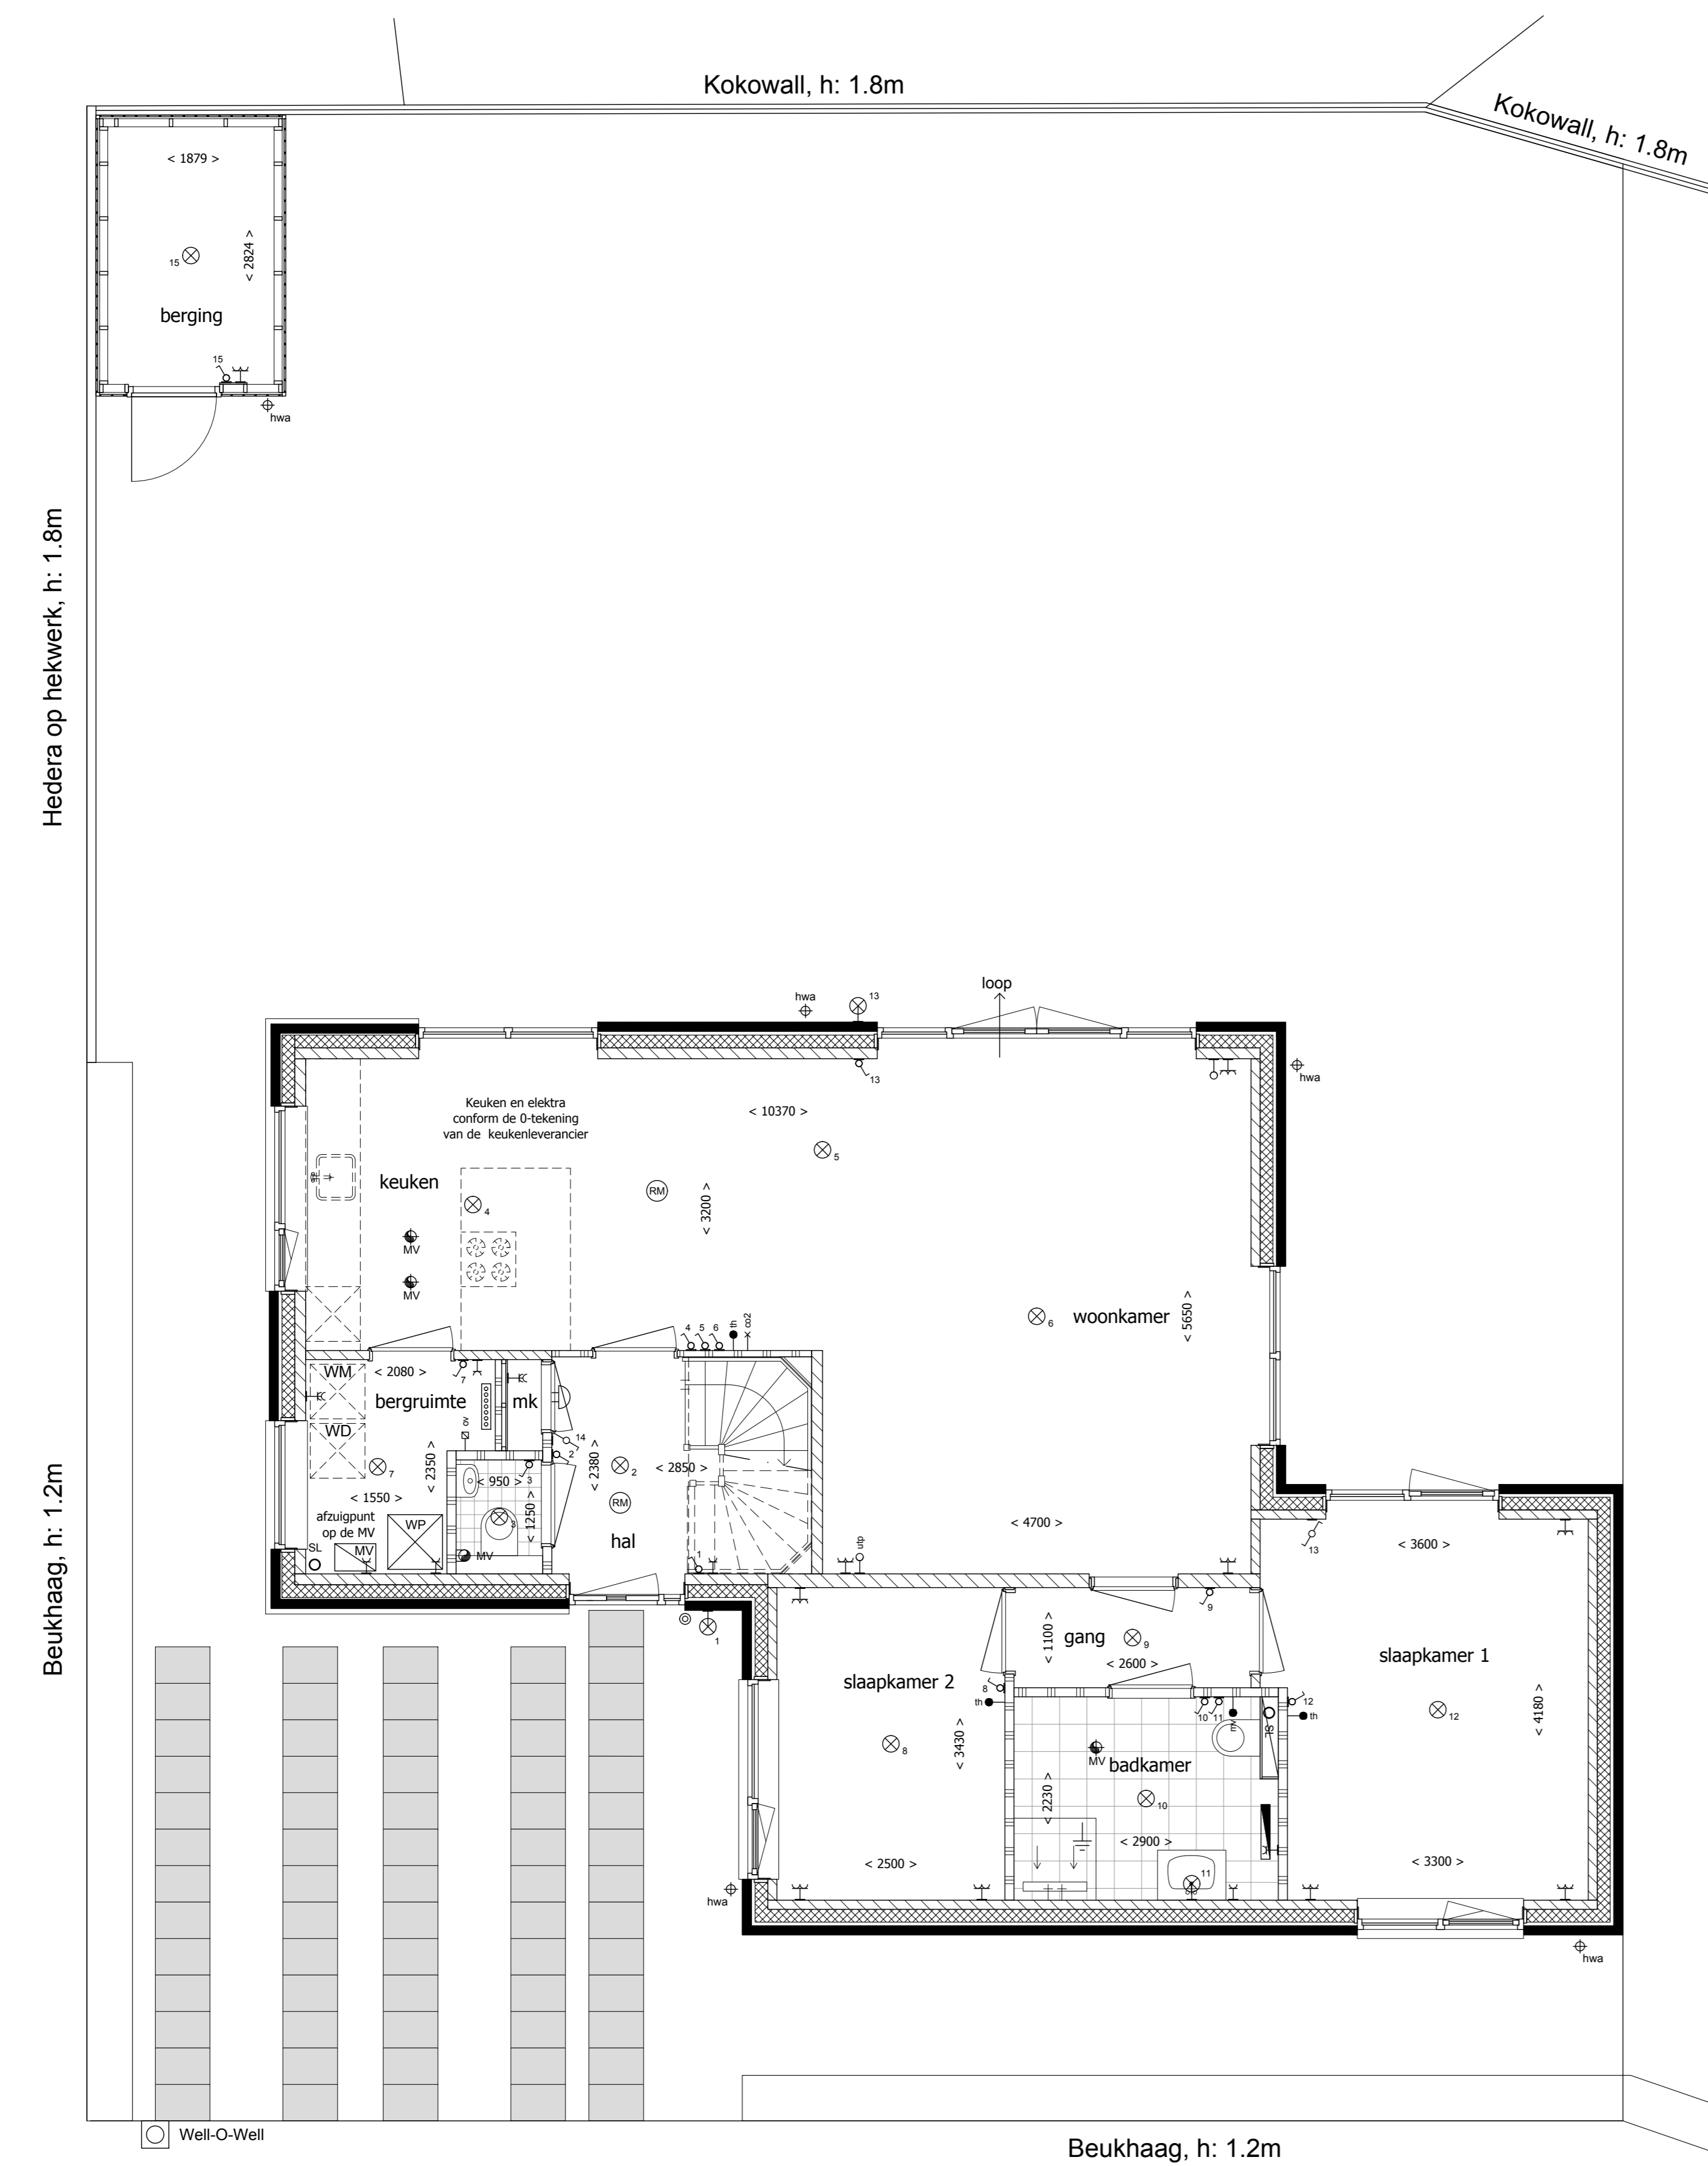 Kokowall, h: 1.8m
Kokowall, h: 1.8m
< 1879 >
15
< 2824 >
berging
15
hwa
Hedera op hekwerk, h: 1.8m
loop
hwa
13
hwa
13
Keuken en elektra
conform de 0-tekening
van de keukenleverancier
< 10370 >
5
keuken
RM
4
< 3200 >
MV
MV
woonkamer
6
< 5650 >
4 5 6 th co2
WM
< 2080 >
7
bergruimte
mk
WD
ov
14
2
7
< 2350 >
< 2380 >
2
< 2850 >
< 950 >
3
< 1550 >
afzuigpunt
op de MV
WP
3
< 1250 >
RM
SL
MV
MV
hal
1
utp
< 4700 >
13
< 3600 >
1
9
< 1100 >
gang
9
< 2600 >
slaapkamer 1
slaapkamer 2
8
th
10 11
mv
SL
12
th
12
< 4180 >
8
< 3430 >
MV
badkamer
< 2230 >
10
< 2900 >
< 2500 >
11
< 3300 >
hwa
hwa
Beukhaag, h: 1.2m
Well-O-Well
Beukhaag, h: 1.2m